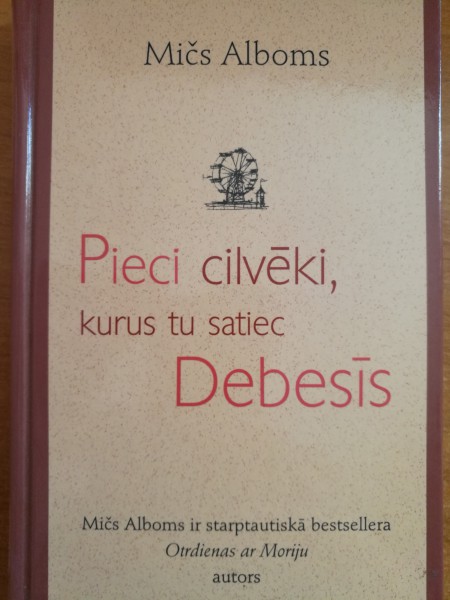 Mičs Alboms
Pieci cilvēki,
kurus tu satiec
Debesīs
Mičs Alboms ir starptautiskā bestsellera
Otrdienas ar Moriju
autors